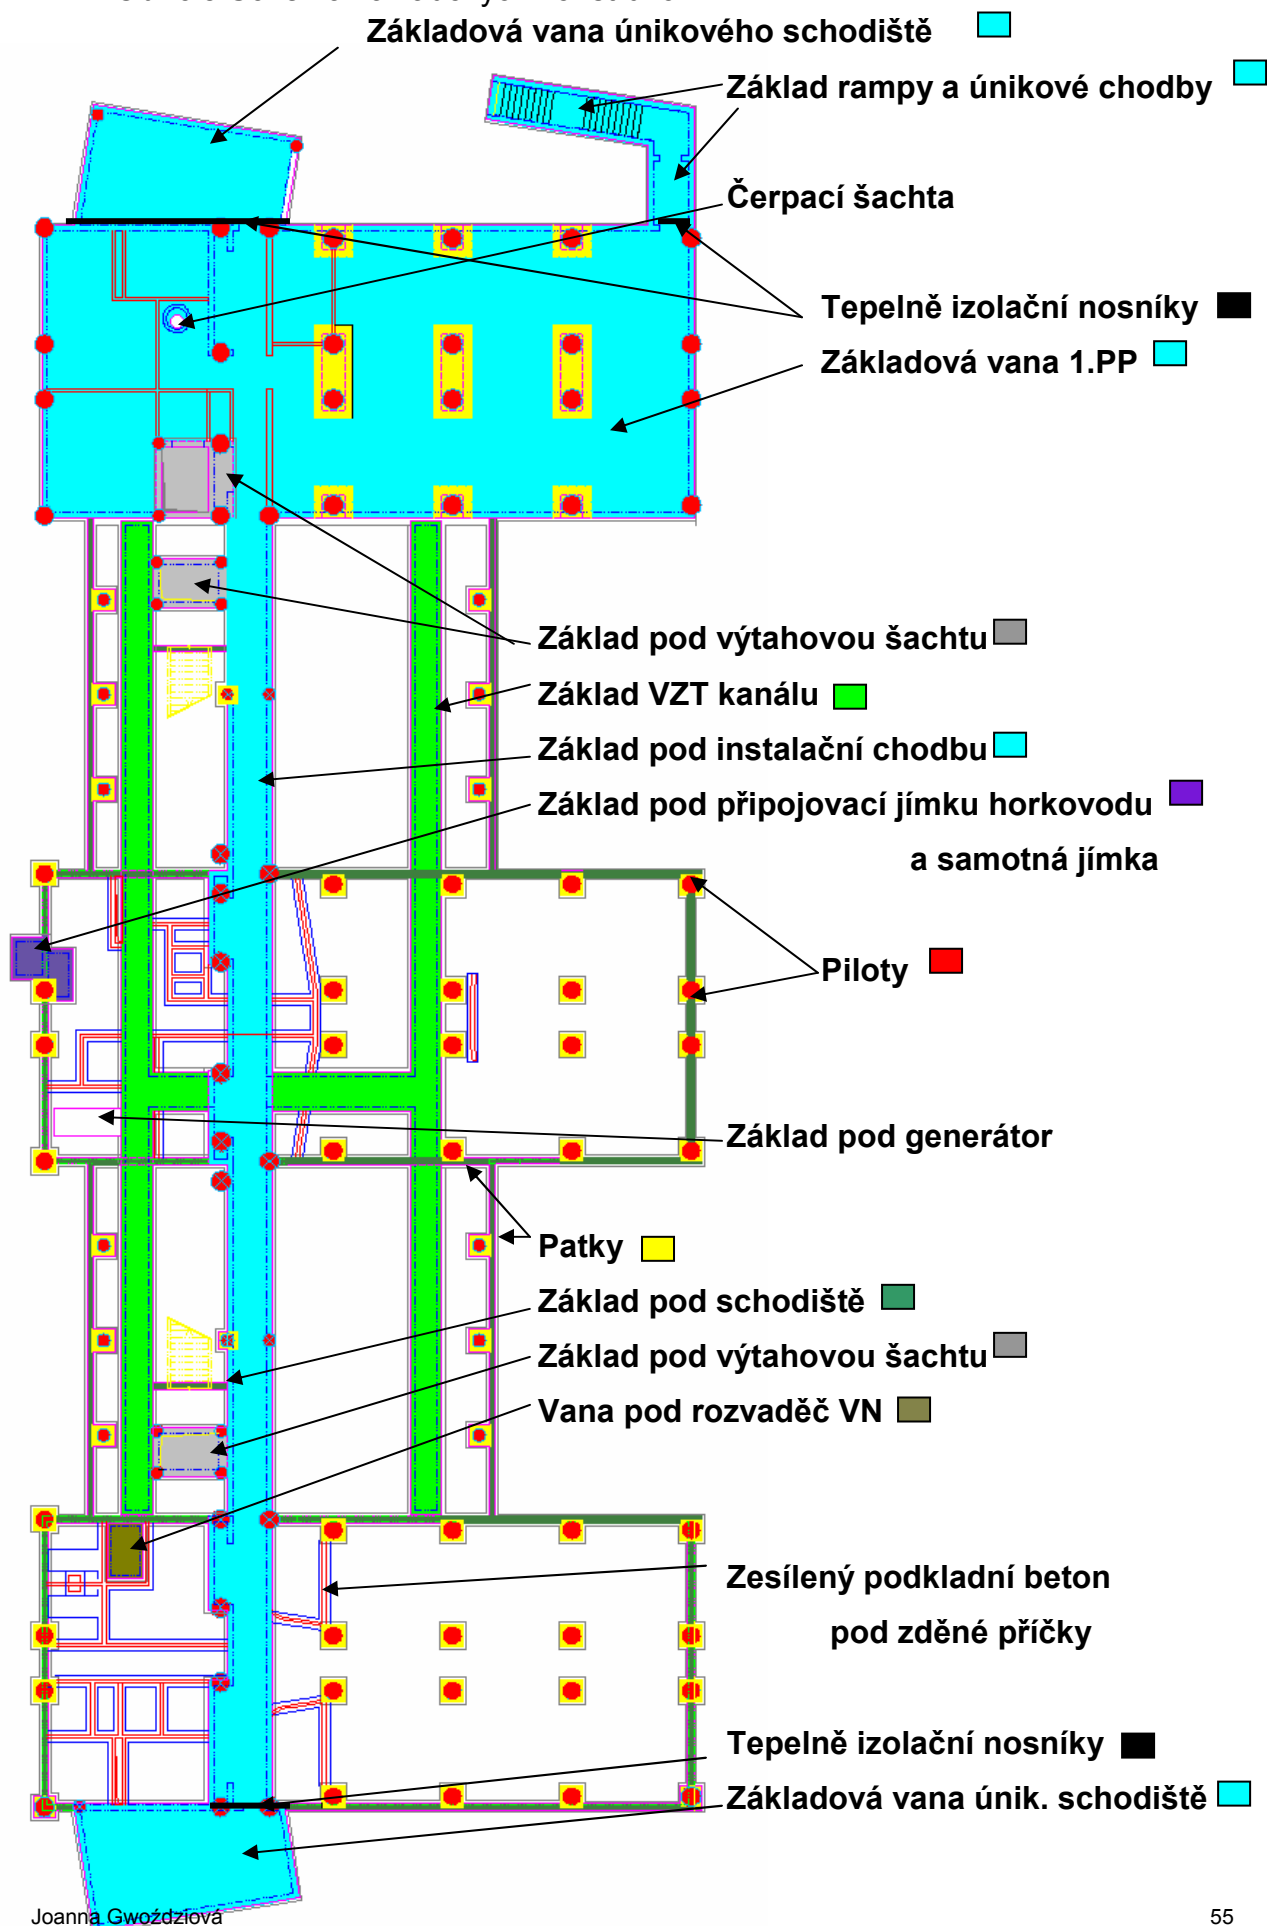 Základová vana únikového schodiště
Základ rampy a únikové chodby
Čerpací šachta
Tepelně izolační nosníky
Základová vana 1.PP
Základ pod výtahovou šachtu
Základ VZT kanálu
Základ pod instalační chodbu
Základ pod připojovací jímku horkovodu
a samotná jímka
Piloty
Základ pod generátor
Patky
Základ pod schodiště
Základ pod výtahovou šachtu
Vana pod rozvaděč VN
Zesílený podkladní beton
pod zděné příčky
Tepelně izolační nosníky
Základová vana únik. schodiště
Joanna Gwoździová
55